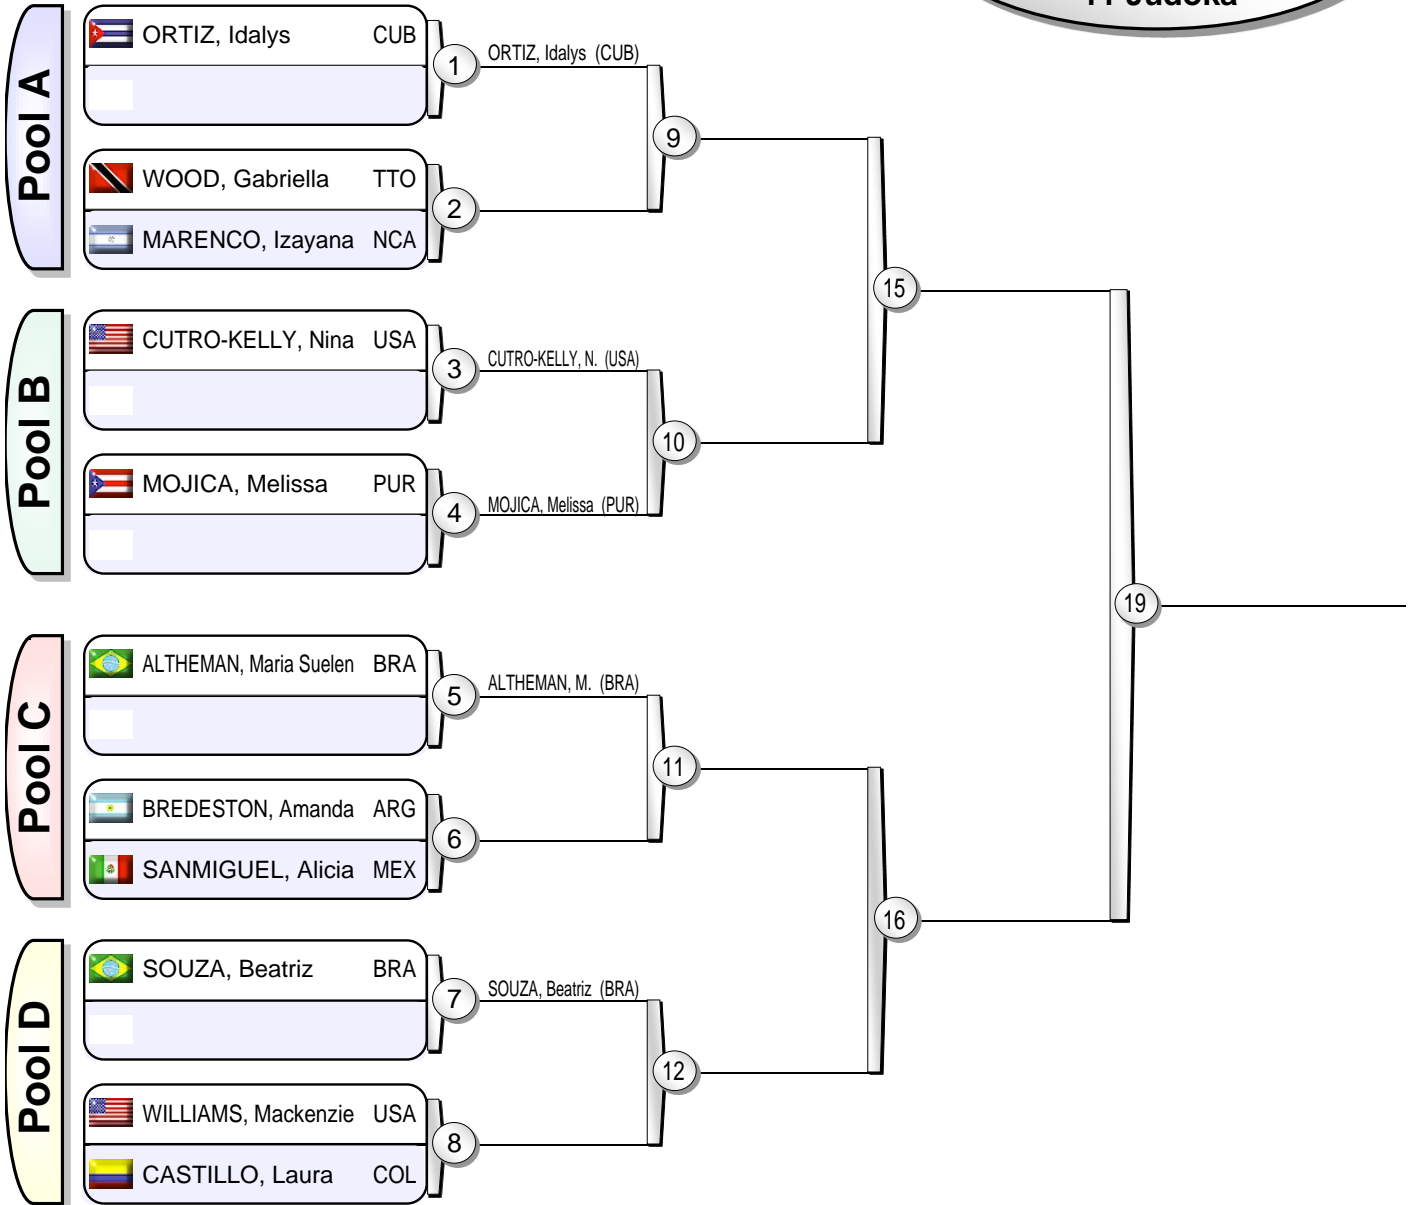 11 Judoka
Pool A
ORTIZ, Idalys CUB
1
ORTIZ, Idalys (CUB)
9
WOOD, Gabriella TTO
2
MARENCO, Izayana NCA
15
Pool B
CUTRO-KELLY, Nina USA
3
CUTRO-KELLY, N. (USA)
10
MOJICA, Melissa PUR
4
MOJICA, Melissa (PUR)
19
Pool C
ALTHEMAN, Maria Suelen BRA
5
ALTHEMAN, M. (BRA)
11
BREDESTON, Amanda ARG
6
SANMIGUEL, Alicia MEX
16
Pool D
SOUZA, Beatriz BRA
7
SOUZA, Beatriz (BRA)
12
WILLIAMS, Mackenzie USA
8
CASTILLO, Laura COL